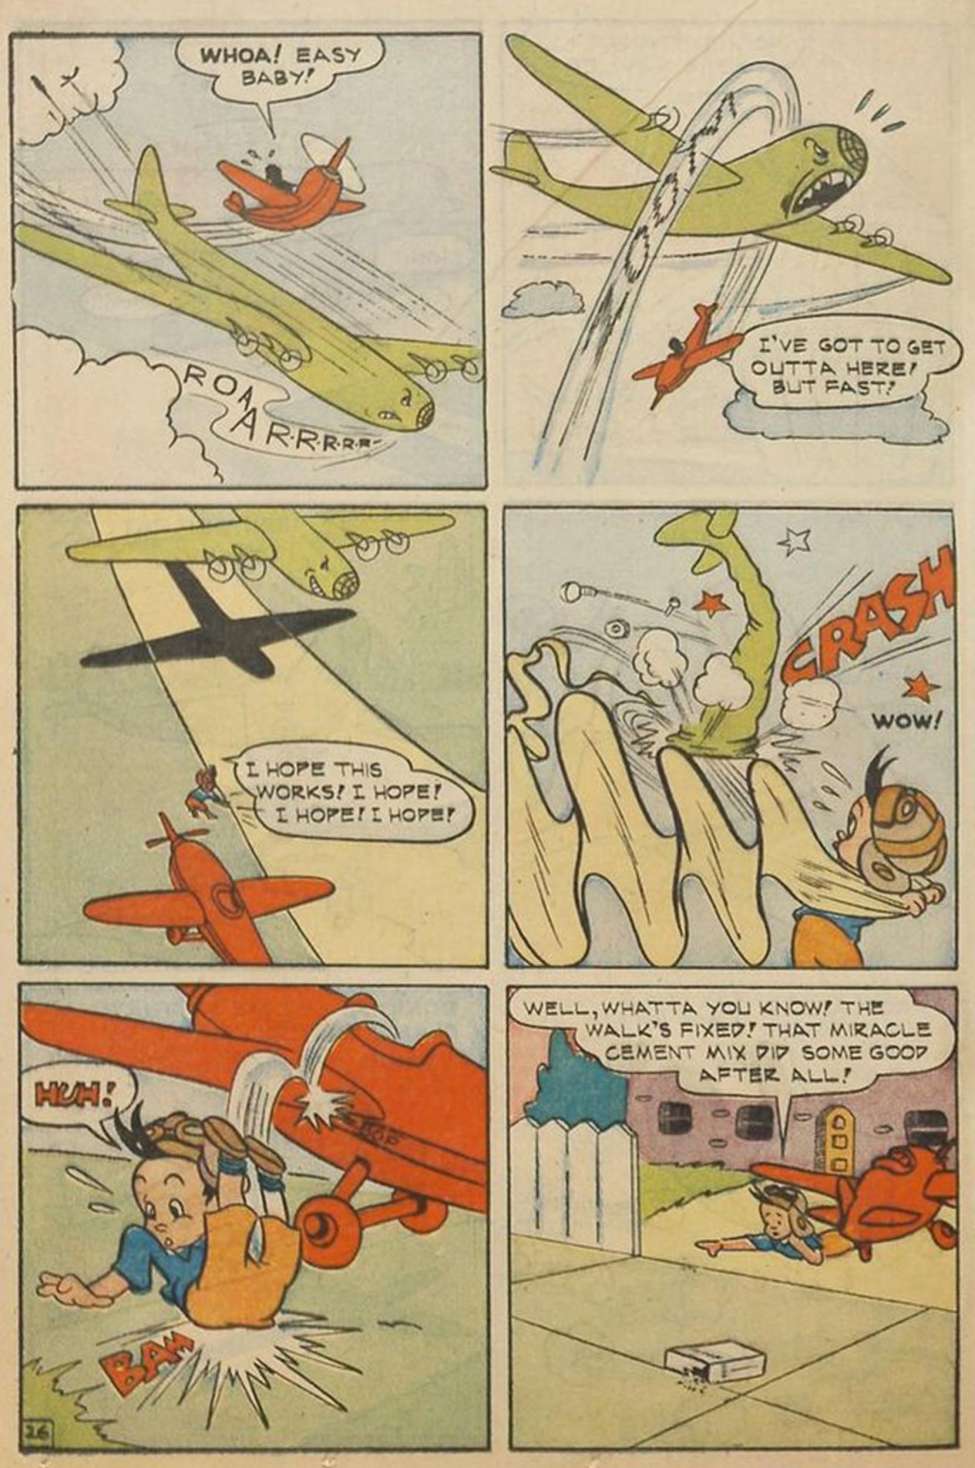 WHOA! EASY
BABY!
ROAARRRRR-
I'VE GOT TO GET
OUTTA HERE!
BUT FAST!
I HOPE THIS
WORKS! I HOPE!
I HOPE! I HOPE!
CRASH
WOW!
HUH!
BAM
WELL, WHATTA YOU KNOW! THE
WALK'S FIXED! THAT MIRACLE
CEMENT MIX DID SOME GOOD
AFTER ALL!
26